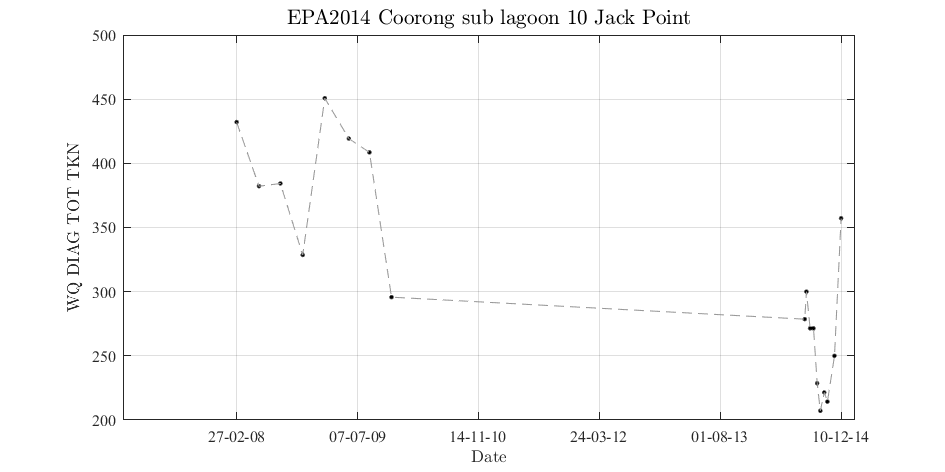 EPA2014 Coorong sub lagoon 10 Jack Point
500
450
400
350
300
250
200
WQ DIAG TOT TKN
27-02-08 07-07-09 14-11-10 24-03-12 01-08-13 10-12-14
Date